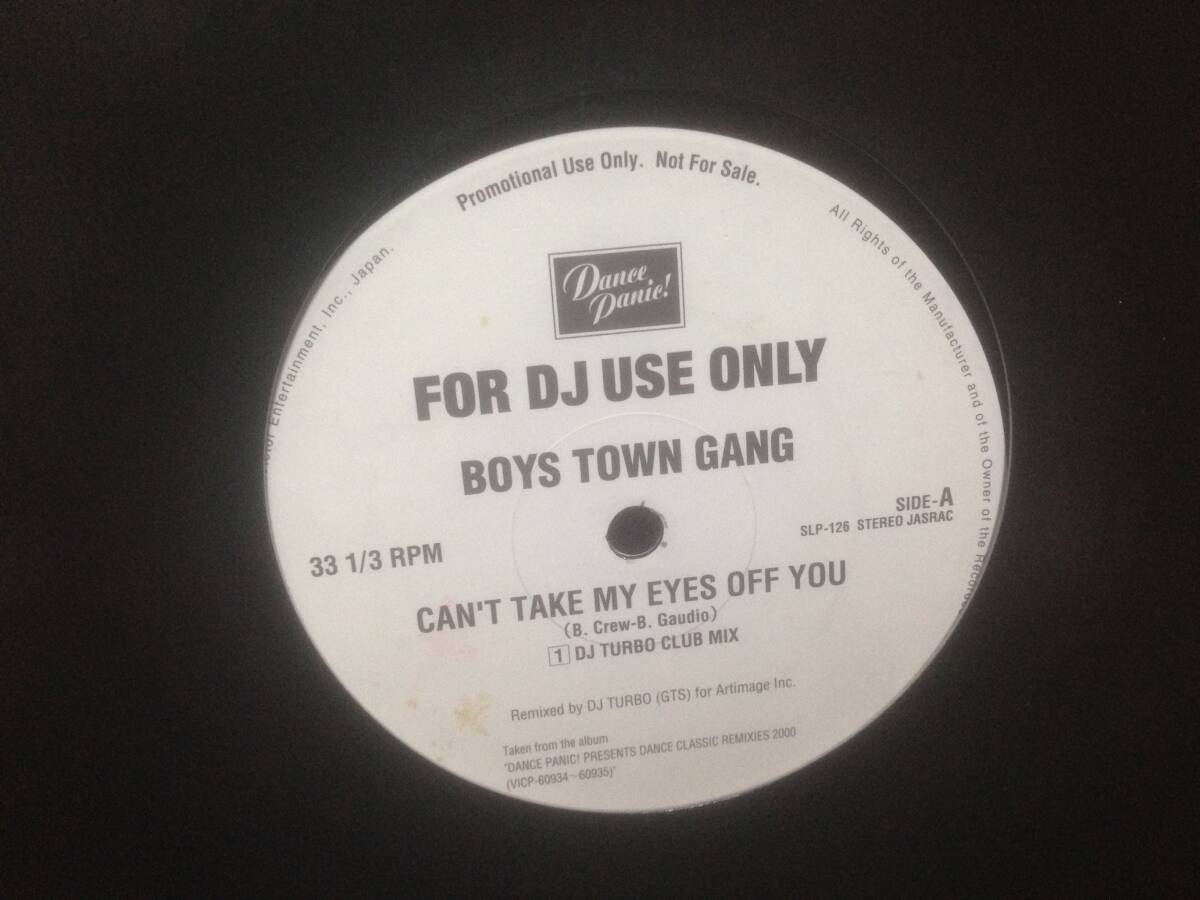 Promotional Use Only. Not For Sale.
Entertainment, Inc., Japan.
All Rights of the Manufacturer and of the Owner of the
Dance
Panic!
FOR DJ USE ONLY
BOYS TOWN GANG
SIDE-A
SLP-126 STEREO JASRAC
33 1/3 RPM
CAN'T TAKE MY EYES OFF YOU
(B. Crew-B. Gaudio)
1 DJ TURBO CLUB MIX
Remixed by DJ TURBO (GTS) for Artimage Inc.
Taken from the album
"DANCE PANIC! PRESENTS DANCE CLASSIC REMIXIES 2000
(VICP-60934~60935)"